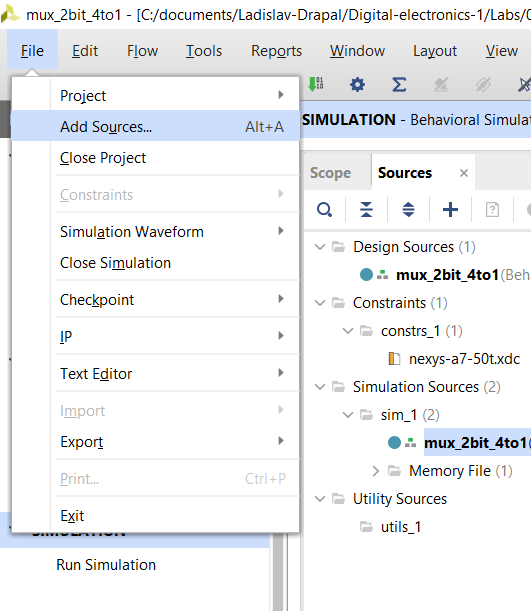 mux_2bit_4to1 - [C:/documents/Ladislav-Drapal/Digital-electronics-1/Labs/0
File Edit Flow Tools Reports Window Layout View
Project
Add Sources... Alt+A
Close Project
Constraints
Simulation Waveform
Close Simulation
Checkpoint
IP
Text Editor
Import
Export
Print... Ctrl+P
Exit
SIMULATION
Run Simulation
SIMULATION - Behavioral Simula
Scope Sources ×
Design Sources (1)
mux_2bit_4to1(Beh
Constraints (1)
constrs_1 (1)
nexys-a7-50t.xdc
Simulation Sources (2)
sim_1 (2)
mux_2bit_4to1(
Memory File (1)
Utility Sources
utils_1